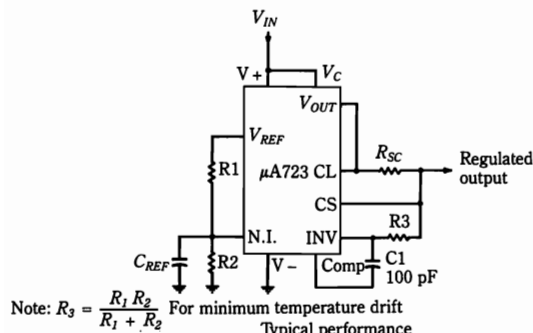 V_IN
V+ V_C
V_OUT
V_REF
R1
μA723 CL
R_SC
Regulated
output
CS
R3
N.I. INV
C_REF
R2
V− Comp
C1
100 pF
Note: R_3 = R_1 R_2 / R_1 + R_2 For minimum temperature drift
Typical performance